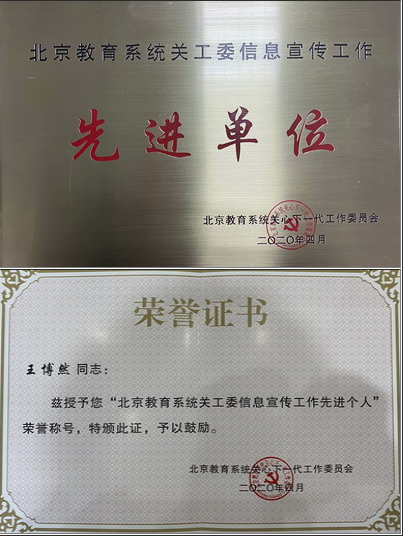 北京教育系统关工委信息宣传工作
先进单位
北京教育系统关心下一代工作委员会
二〇二〇年四月
荣誉证书
王博然 同志：
兹授予您“北京教育系统关工委信息宣传工作先进个人”
荣誉称号，特颁此证，予以鼓励。
北京教育系统关心下一代工作委员会
二〇二〇年四月